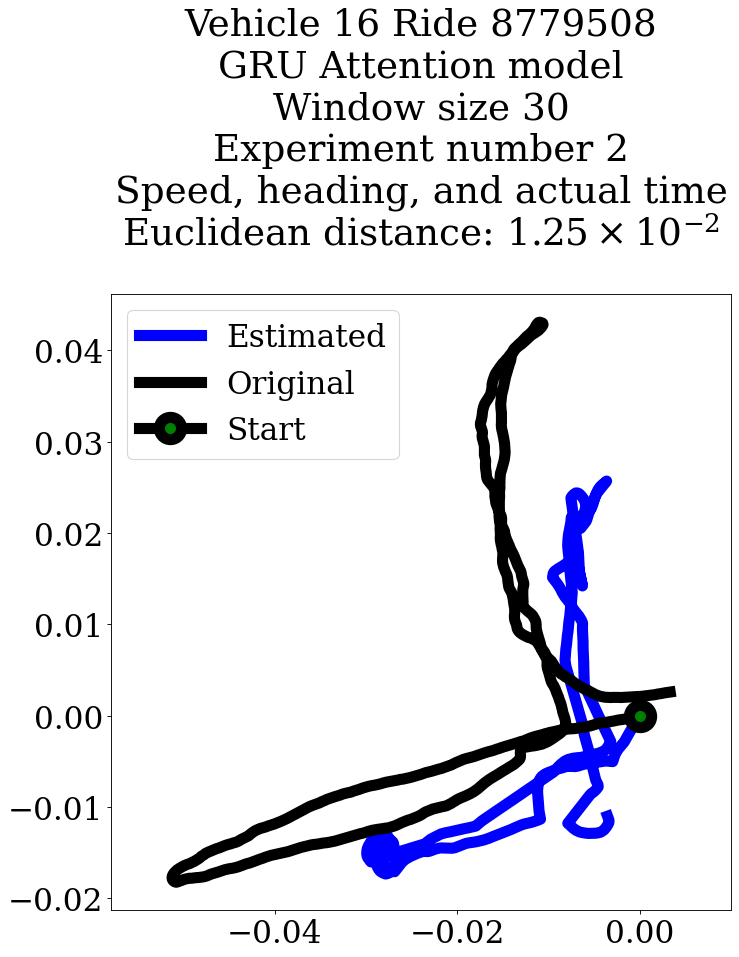 Vehicle 16 Ride 8779508
GRU Attention model
Window size 30
Experiment number 2
Speed, heading, and actual time
Euclidean distance: 1.25 × 10⁻²
Estimated
Original
Start
0.04
0.03
0.02
0.01
0.00
−0.01
−0.02
−0.04
−0.02
0.00